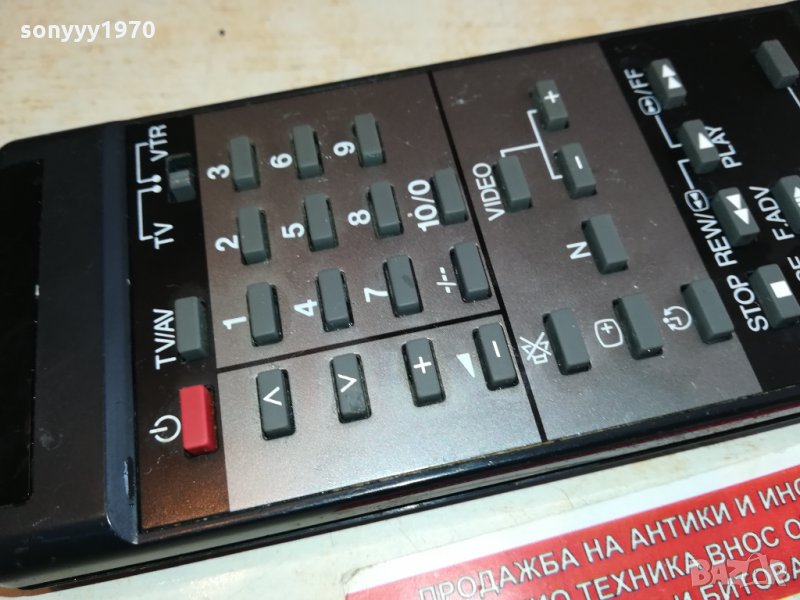 sonyyy1970
TV VTR
TV/AV
1 2 3
4 5 6
7 8 9
-/-- 10/0
VIDEO
+
-
N
+
-
REW/
/FF
PLAY
STOP
F.ADV
ПРОДАЖБА НА АНТИКИ И
ТЕХНИКА ВНОС
И БИТОВА
BAZAR